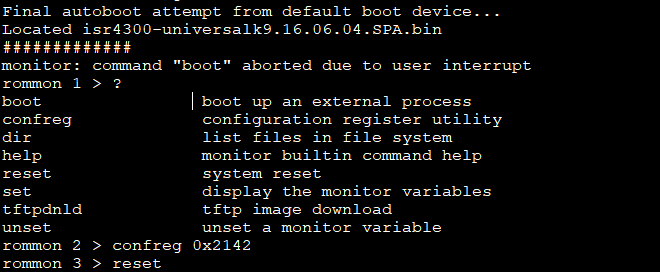 Final autoboot attempt from default boot device...
Located isr4300-universalk9.16.06.04.SPA.bin
#############
monitor: command "boot" aborted due to user interrupt
rommon 1 > ?
boot boot up an external process
confreg configuration register utility
dir list files in file system
help monitor builtin command help
reset system reset
set display the monitor variables
tftpdnld tftp image download
unset unset a monitor variable
rommon 2 > confreg 0x2142
rommon 3 > reset